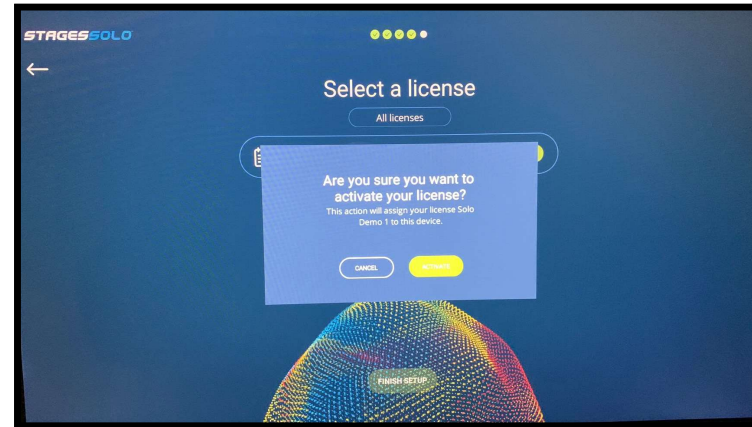 STAGESSOLO
Select a license
All licenses
Are you sure you want to
activate your license?
This action will assign your license Solo
Demo 1 to this device.
CANCEL
ACTIVATE
FINISH SETUP